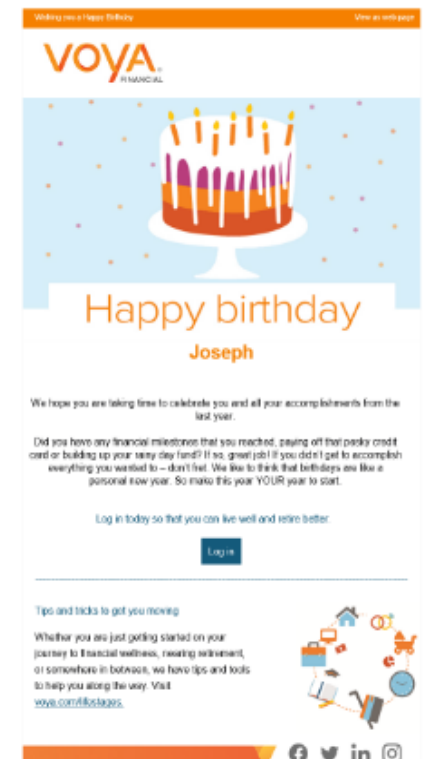 Wishing you a Happy Birthday
View as web page
VOYA
FINANCIAL
Happy birthday
Joseph
We hope you are taking time to celebrate you and all your accomplishments from the
last year.
Did you have any financial milestones that you reached, paying off that pesky credit
card or building up your rainy day fund? If so, great job! If you didn't get to accomplish
everything you wanted to – don't fret. We like to think that birthdays are like a
personal new year. So make this year YOUR year to start.
Log in today so that you can live well and retire better.
Log in
Tips and tricks to get you moving
Whether you are just getting started on your
journey to financial wellness, nearing retirement,
or somewhere in between, we have tips and tools
to help you along the way. Visit
voya.com/lifestages.